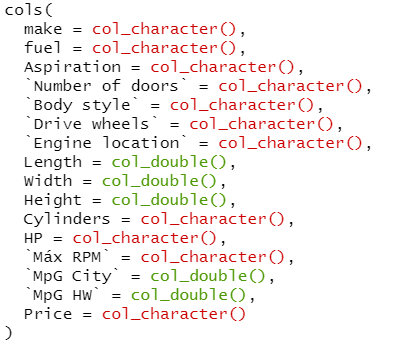 cols(
  make = col_character(),
  fuel = col_character(),
  Aspiration = col_character(),
  `Number of doors` = col_character(),
  `Body style` = col_character(),
  `Drive wheels` = col_character(),
  `Engine location` = col_character(),
  Length = col_double(),
  Width = col_double(),
  Height = col_double(),
  Cylinders = col_character(),
  HP = col_character(),
  `Máx RPM` = col_character(),
  `MpG City` = col_double(),
  `MpG HW` = col_double(),
  Price = col_character()
)